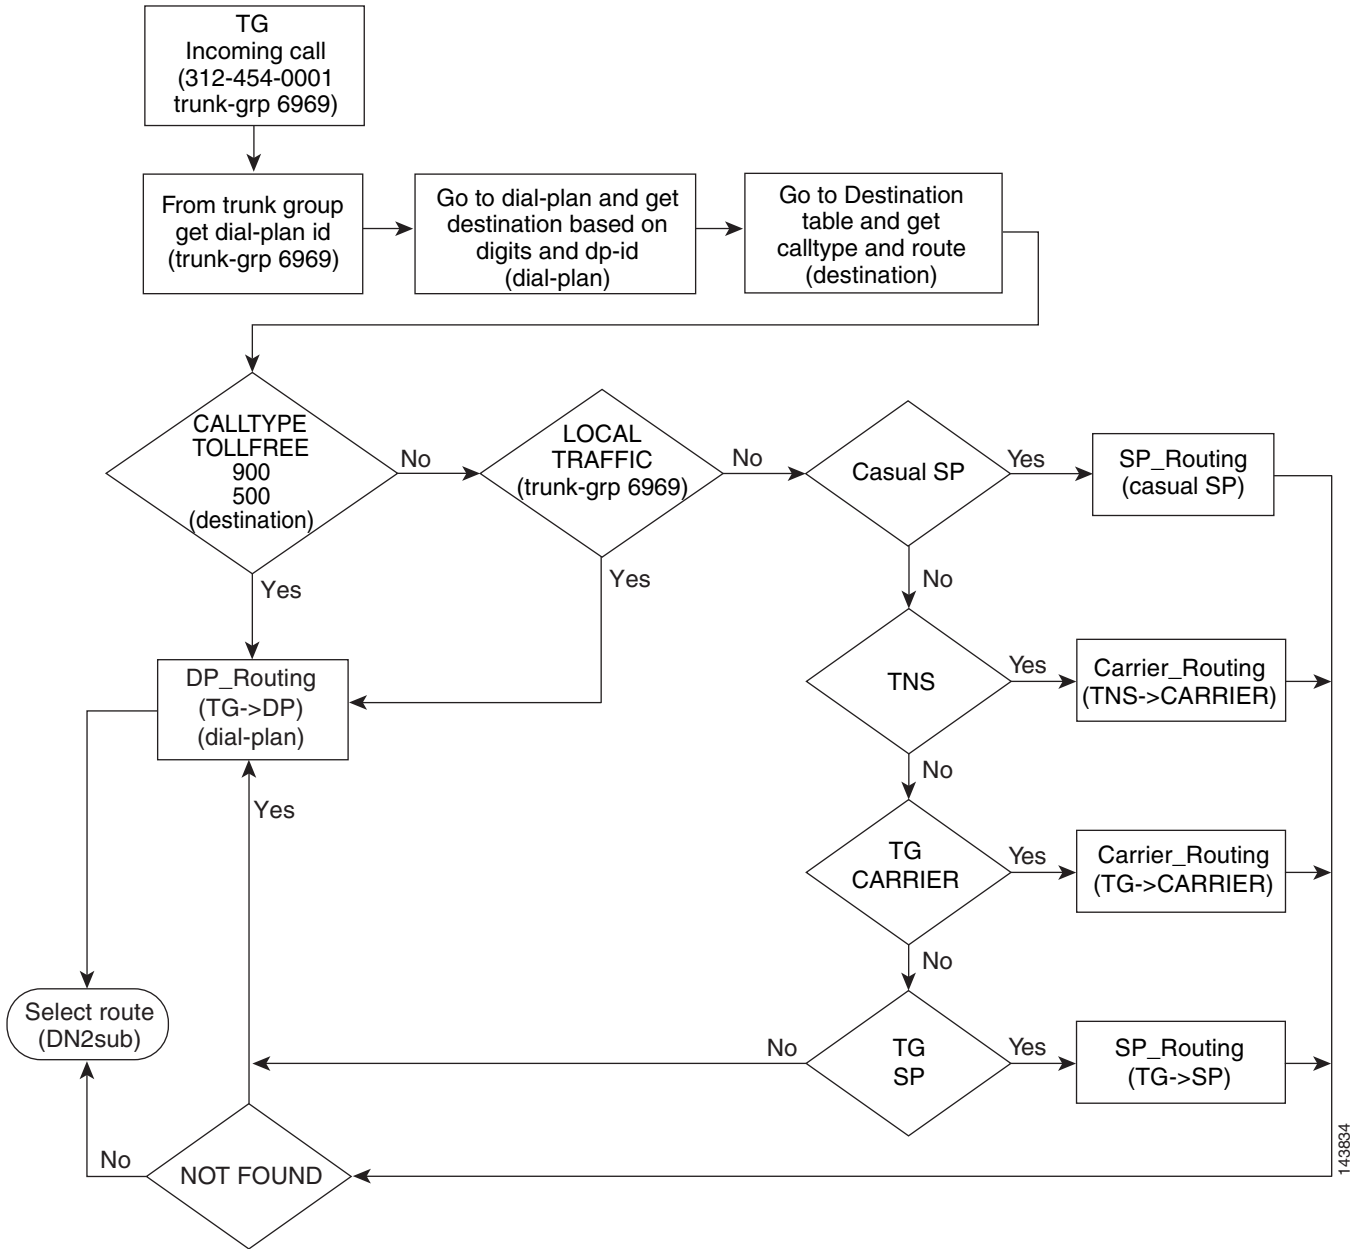 TG
Incoming call
(312-454-0001
trunk-grp 6969)
From trunk group
get dial-plan id
(trunk-grp 6969)
Go to dial-plan and get
destination based on
digits and dp-id
(dial-plan)
Go to Destination
table and get
calltype and route
(destination)
CALLTYPE
TOLLFREE
900
500
(destination)
No
LOCAL
TRAFFIC
(trunk-grp 6969)
No
Casual SP
Yes
SP_Routing
(casual SP)
Yes
Yes
No
DP_Routing
(TG->DP)
(dial-plan)
TNS
Yes
Carrier_Routing
(TNS->CARRIER)
No
Yes
TG
CARRIER
Yes
Carrier_Routing
(TG->CARRIER)
No
Select route
(DN2sub)
No
TG
SP
Yes
SP_Routing
(TG->SP)
No
NOT FOUND
143834